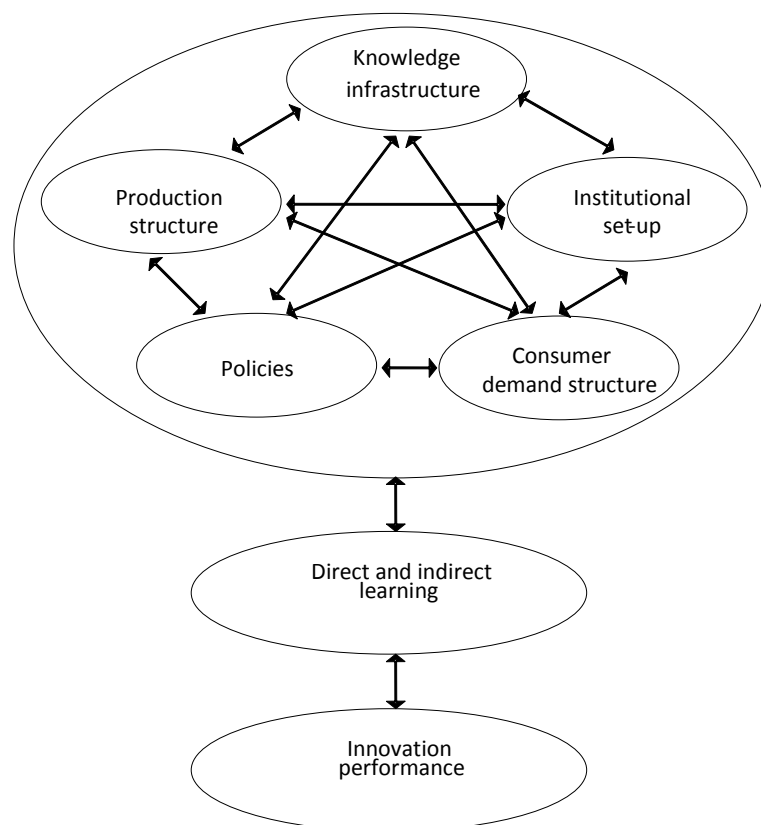 Knowledge
infrastructure
Production
structure
Institutional
set-up
Policies
Consumer
demand structure
Direct and indirect
learning
Innovation
performance